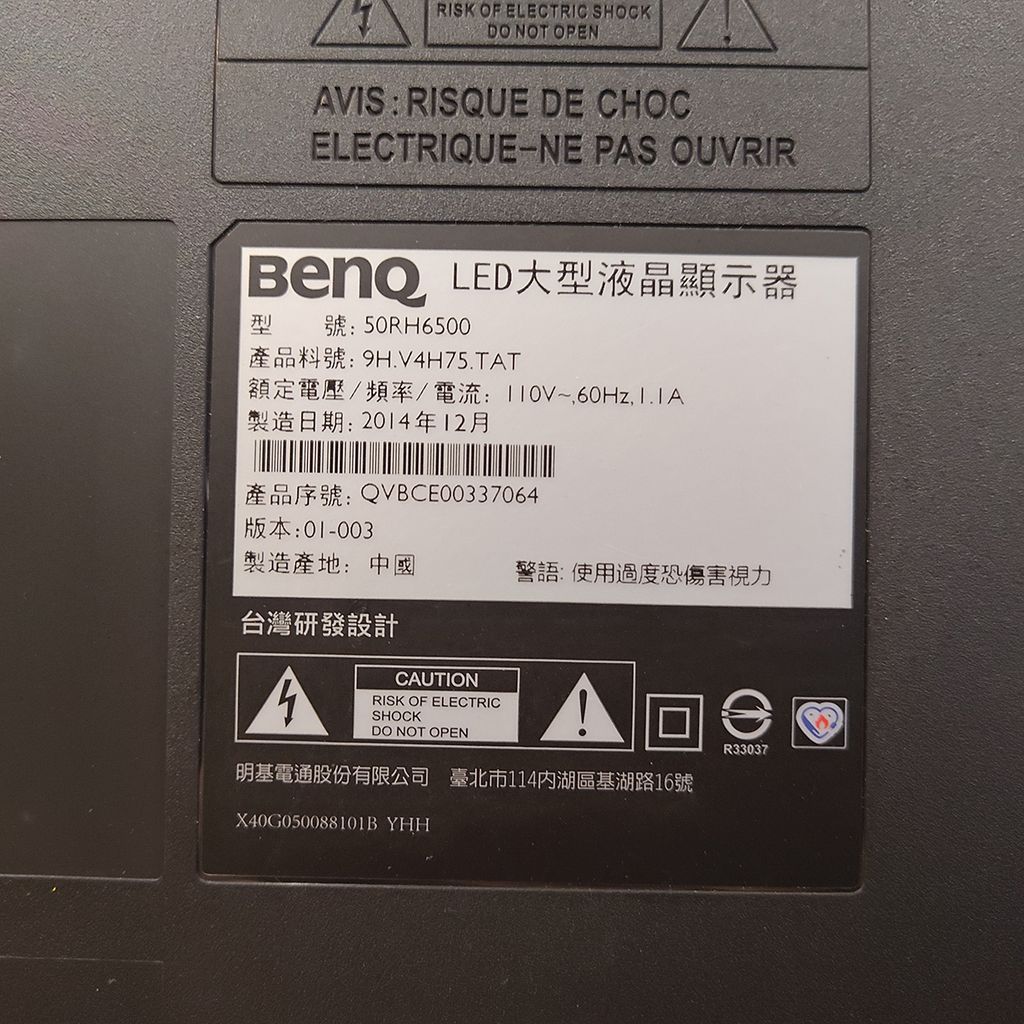 RISK OF ELECTRIC SHOCK
DO NOT OPEN
AVIS : RISQUE DE CHOC
ELECTRIQUE-NE PAS OUVRIR
BenQ LED大型液晶顯示器
型 號: 50RH6500
產品料號: 9H.V4H75.TAT
額定電壓/頻率/電流: 110V~,60Hz,1.1A
製造日期: 2014年12月
產品序號: QVBCE00337064
版本:01-003
製造產地: 中國 警語: 使用過度恐傷害視力
台灣研發設計
CAUTION
RISK OF ELECTRIC
SHOCK
DO NOT OPEN
R33037
明基電通股份有限公司 臺北市114內湖區基湖路16號
X40G050088101B YHH